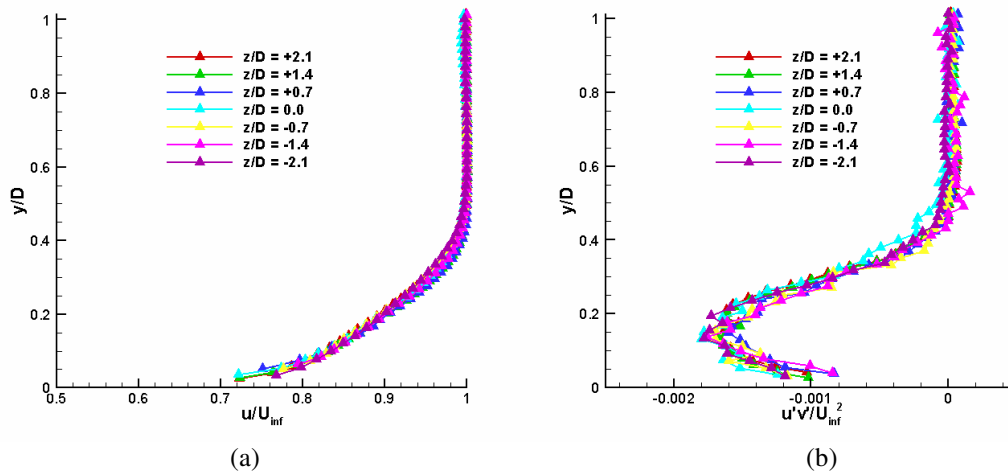 1
0.8
0.6
0.4
0.2
0
y/D
z/D = +2.1
z/D = +1.4
z/D = +0.7
z/D = 0.0
z/D = -0.7
z/D = -1.4
z/D = -2.1
0.5
0.6
0.7
0.8
0.9
1
u/U_inf
(a)
1
0.8
0.6
0.4
0.2
0
y/D
z/D = +2.1
z/D = +1.4
z/D = +0.7
z/D = 0.0
z/D = -0.7
z/D = -1.4
z/D = -2.1
-0.002
-0.001
0
u'v'/U_inf^2
(b)